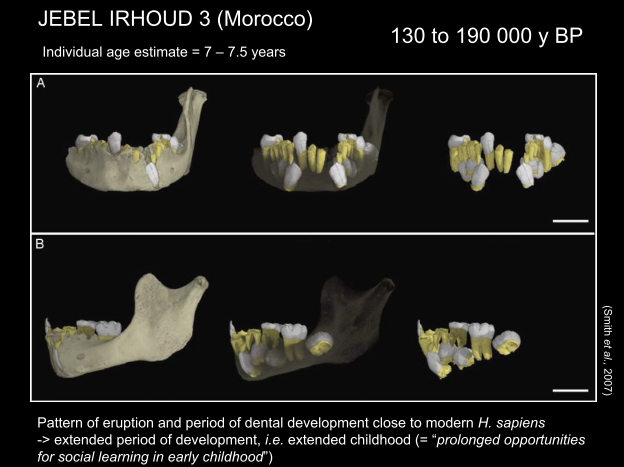 JEBEL IRHOUD 3 (Morocco)
130 to 190 000 y BP
Individual age estimate = 7 – 7.5 years
A
B
(Smith et al., 2007)
Pattern of eruption and period of dental development close to modern H. sapiens
-> extended period of development, i.e. extended childhood (= “prolonged opportunities
for social learning in early childhood”)